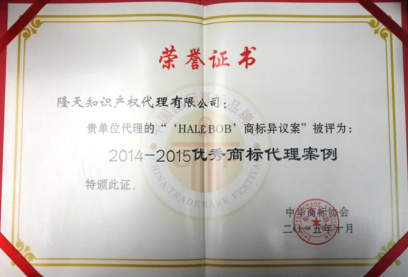 荣誉证书
隆天知识产权代理有限公司：
贵单位代理的“‘HALEBOB’商标异议案”被评为：
2014-2015优秀商标代理案例
特颁此证。
中华商标协会
二〇一五年十月